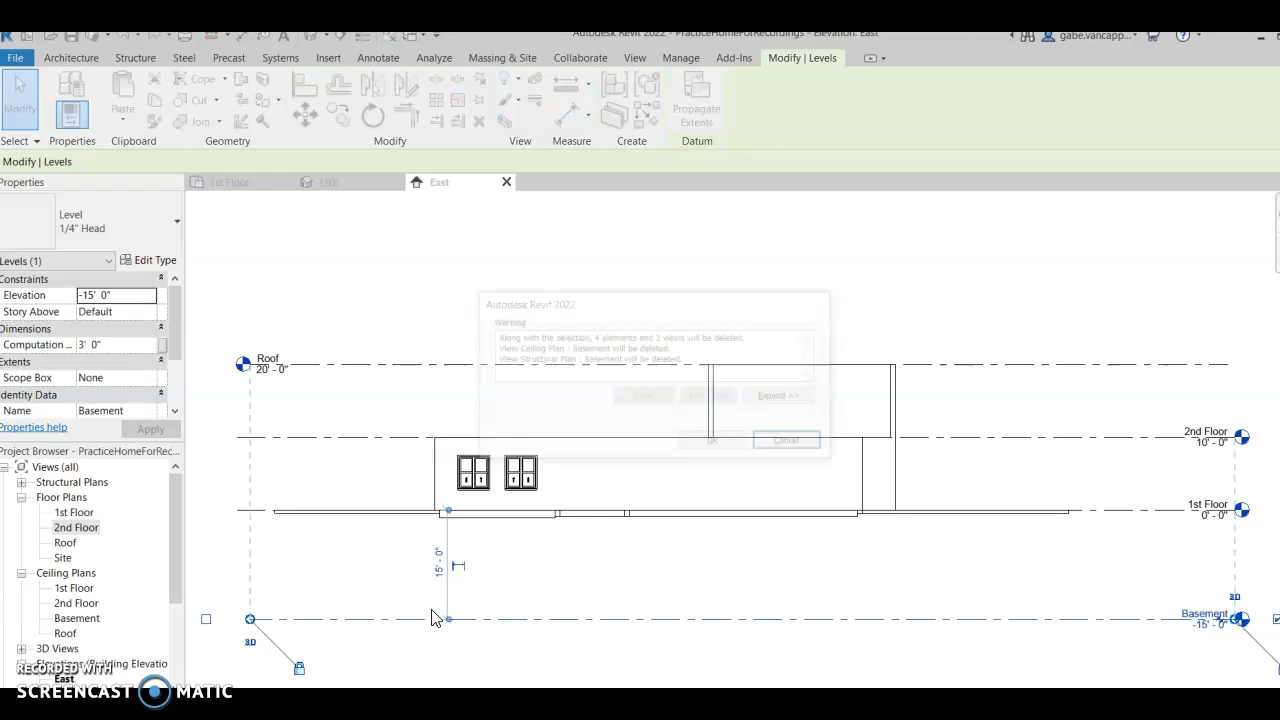 Autodesk Revit 2022 - PracticeHomeForRecordings - Elevation: East
gabe.vancapp...
File Architecture Structure Steel Precast Systems Insert Annotate Analyze Massing & Site Collaborate View Manage Add-Ins Modify | Levels
Modify
Paste
Cope
Cut
Join
Propagate
Extents
Select Properties Clipboard Geometry Modify View Measure Create Datum
Modify | Levels
Properties
1st Floor
{3D}
East
Level
1/4" Head
Levels (1)
Edit Type
Constraints
Elevation -15' 0"
Story Above Default
Dimensions
Computation ... 3' 0"
Extents
Scope Box None
Identity Data
Name Basement
Properties help
Apply
Project Browser - PracticeHomeForRec...
Views (all)
Structural Plans
Floor Plans
1st Floor
2nd Floor
Roof
Site
Ceiling Plans
1st Floor
2nd Floor
Basement
Roof
3D Views
Elevations (Building Elevatio
East
Autodesk Revit 2022
Warning
Along with the selection, 4 elements and 2 views will be deleted.
View Ceiling Plan : Basement will be deleted.
View Structural Plan : Basement will be deleted.
Expand >>
OK
Cancel
Roof
20' - 0"
2nd Floor
10' - 0"
1st Floor
0' - 0"
15' - 0"
3D
Basement
-15' - 0"
3D
RECORDED WITH
SCREENCAST MATIC